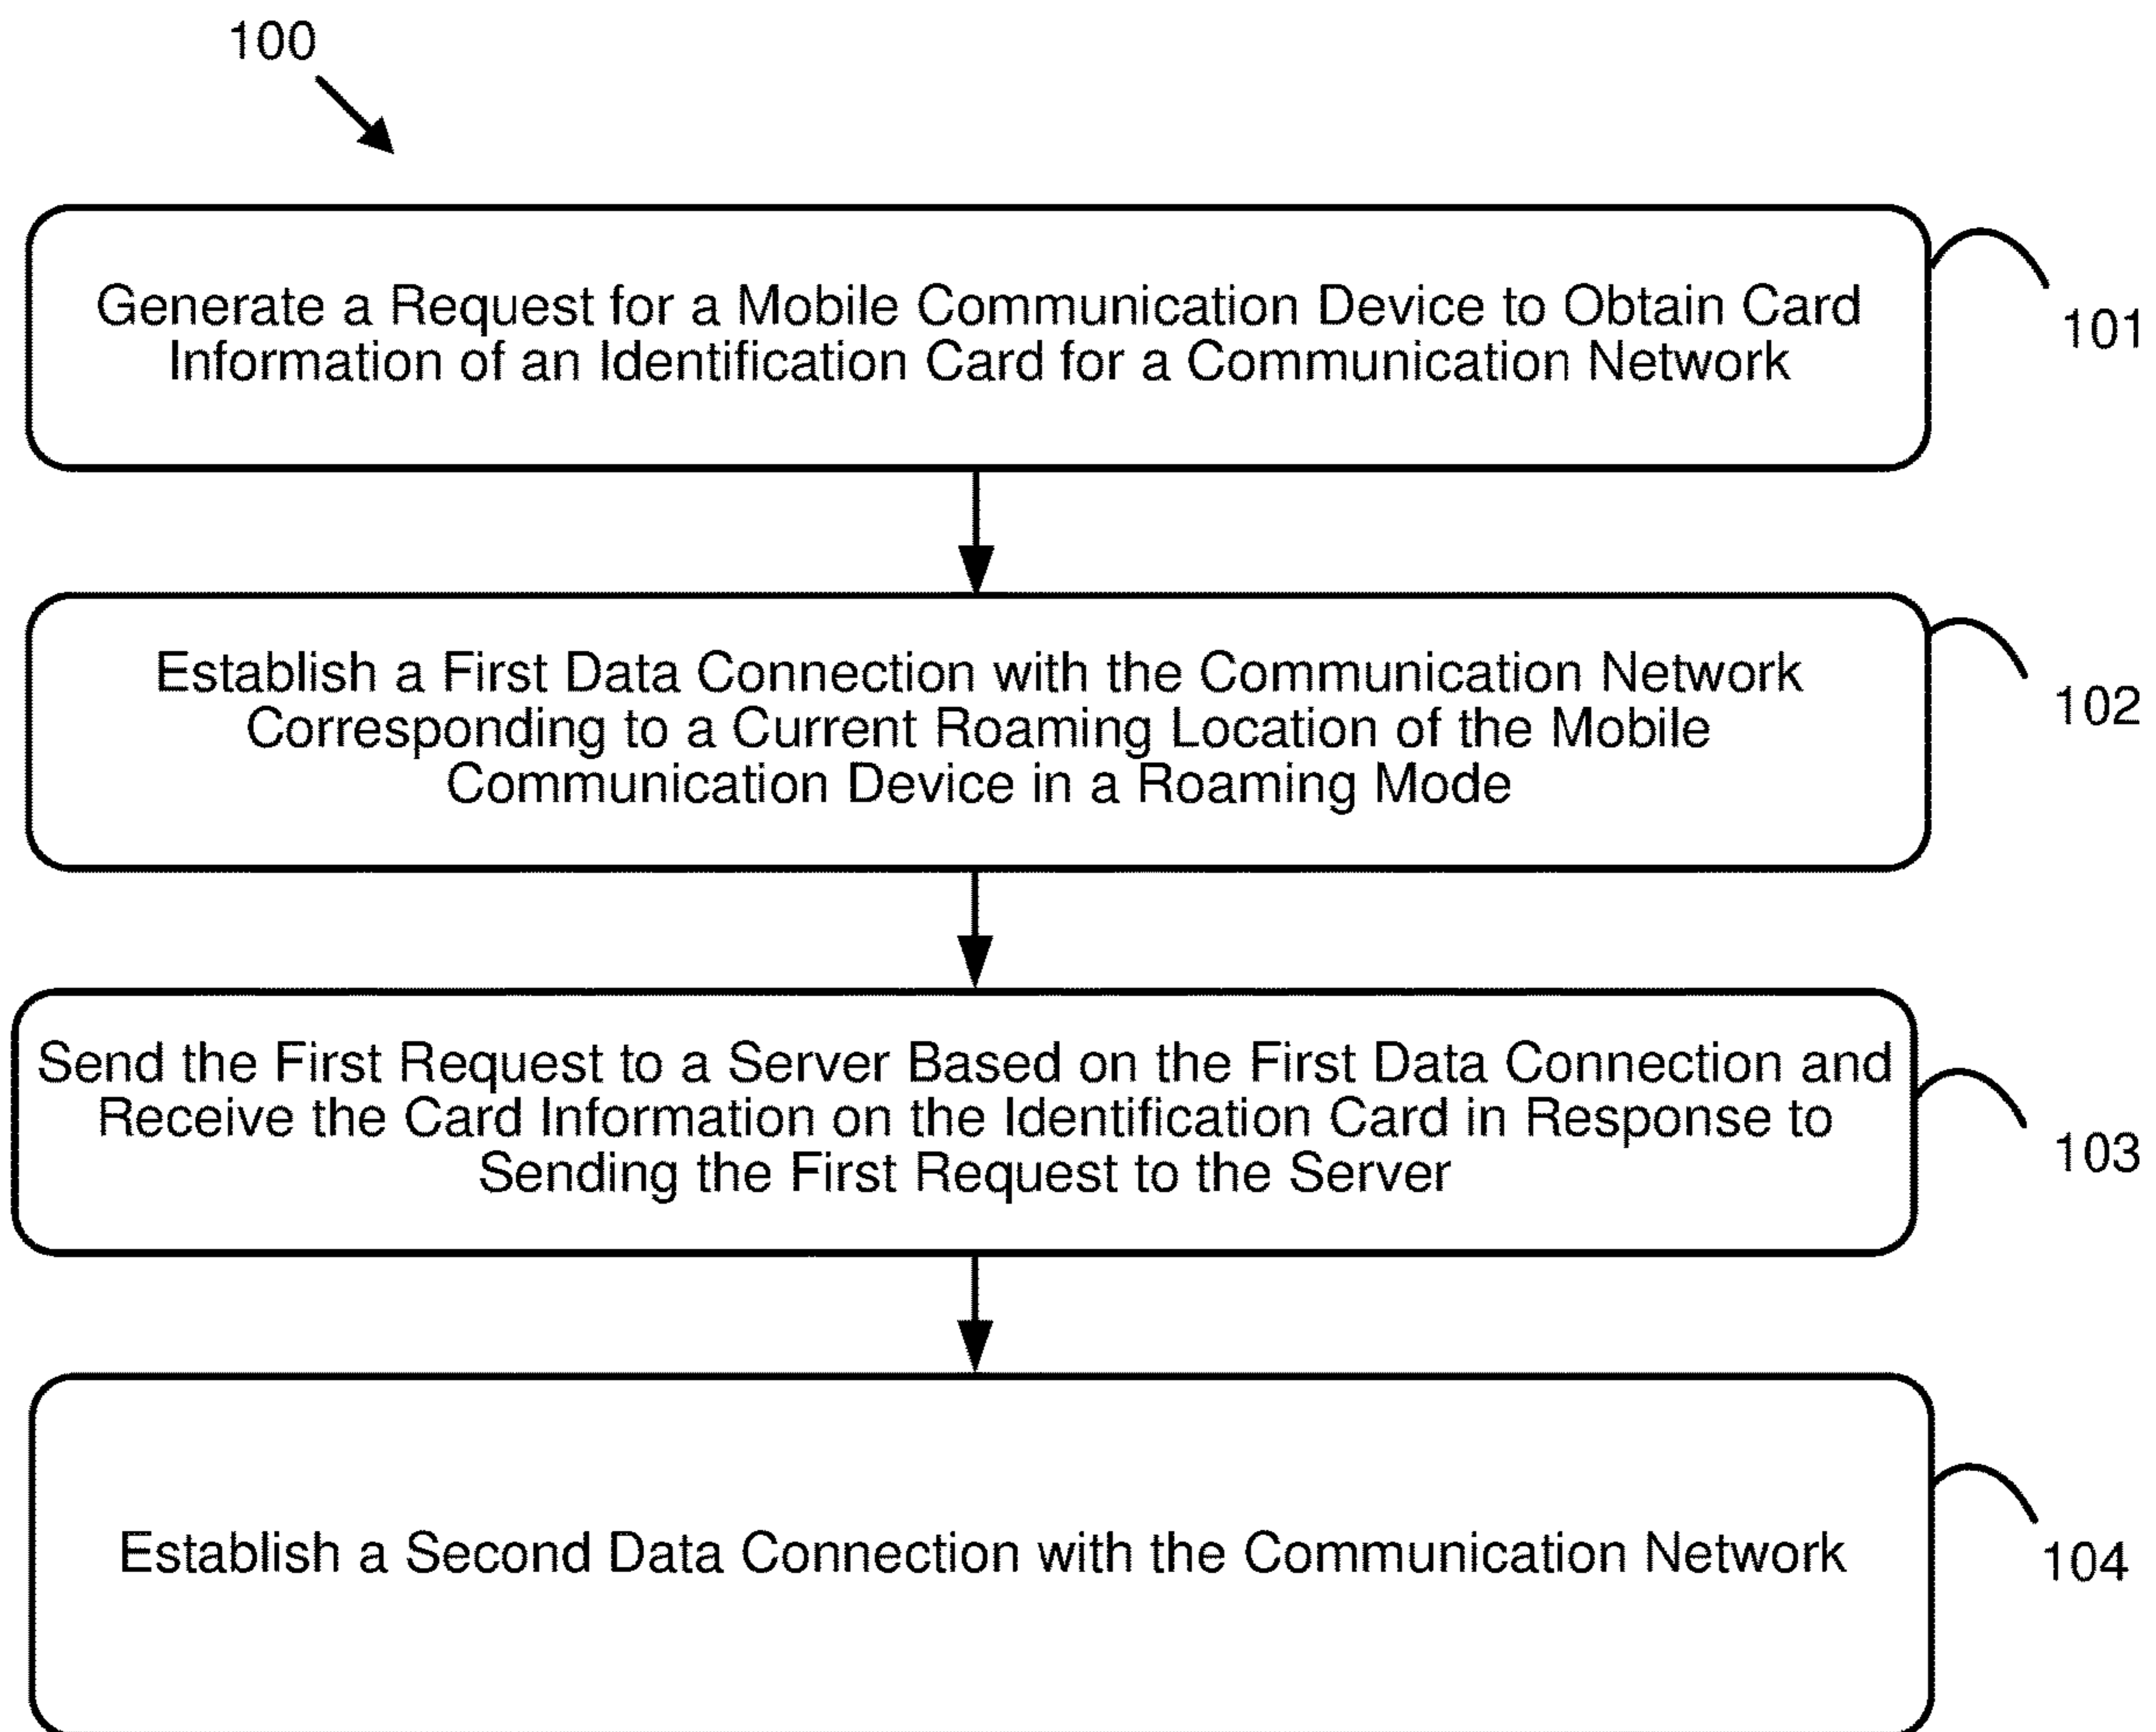 100
Generate a Request for a Mobile Communication Device to Obtain Card
Information of an Identification Card for a Communication Network
101
Establish a First Data Connection with the Communication Network
Corresponding to a Current Roaming Location of the Mobile
Communication Device in a Roaming Mode
102
Send the First Request to a Server Based on the First Data Connection and
Receive the Card Information on the Identification Card in Response to
Sending the First Request to the Server
103
Establish a Second Data Connection with the Communication Network
104